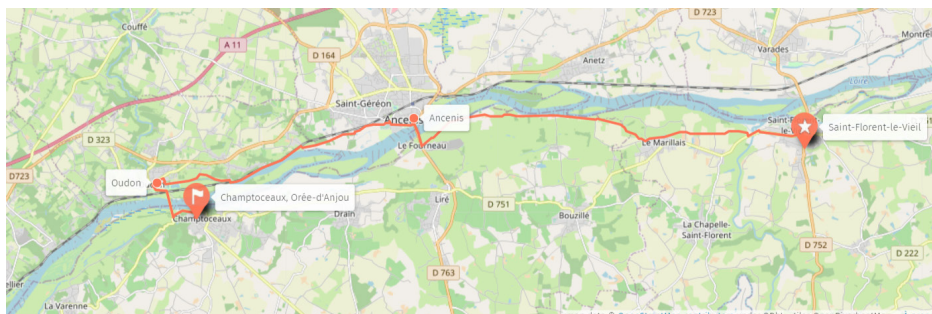 Couffé
D 723
A 11
Varades
Montrel
D 164
Anetz
Loire
Saint-Géréon
Ancenis
D 323
Saint-Florent-le-Vieil
Le Fourneau
Le Marillais
Oudon
D723
Champtoceaux, Orée-d'Anjou
Champtoceaux
Liré
D 751
Drain
Bouzillé
La Chapelle-
Saint-Florent
D 752
D 222
D 763
La Varenne